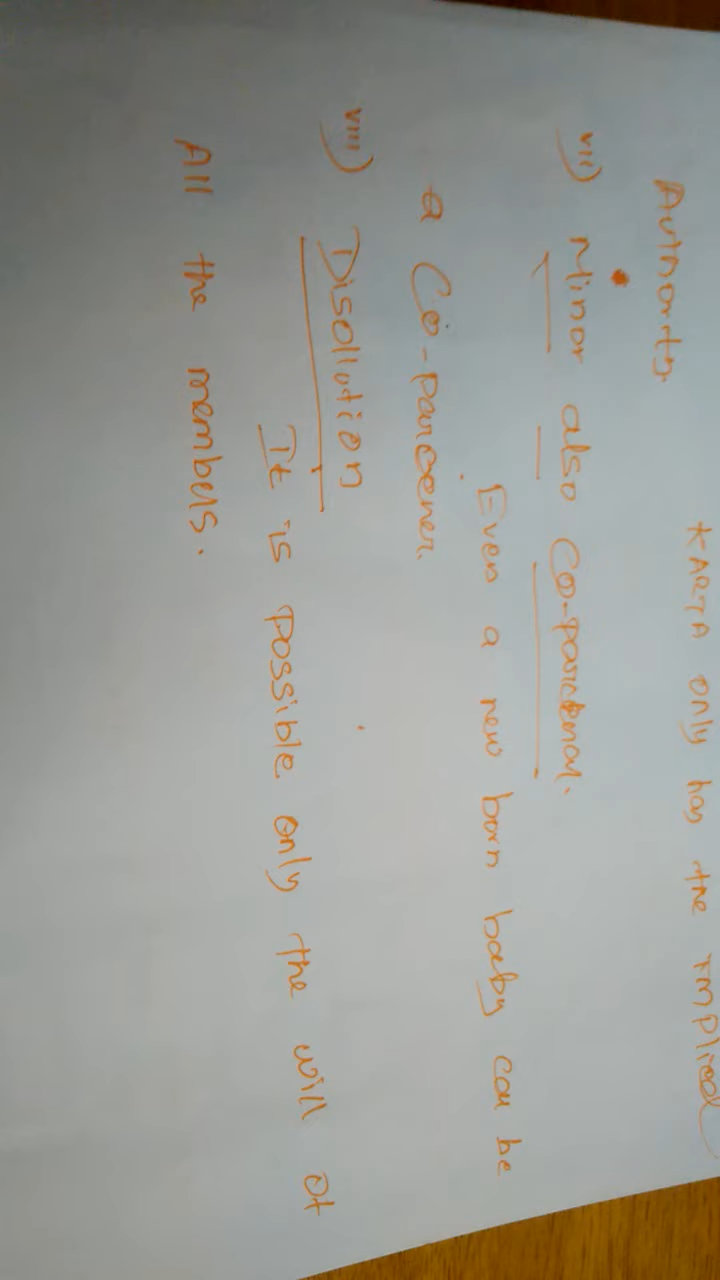 KARTA only has the IMPlied
Authority.
vii) Minor also Co-parcenar.
Even a new born baby can be
a Co-parcener.
viii) Disollution
It is possible only the will of
All the members.